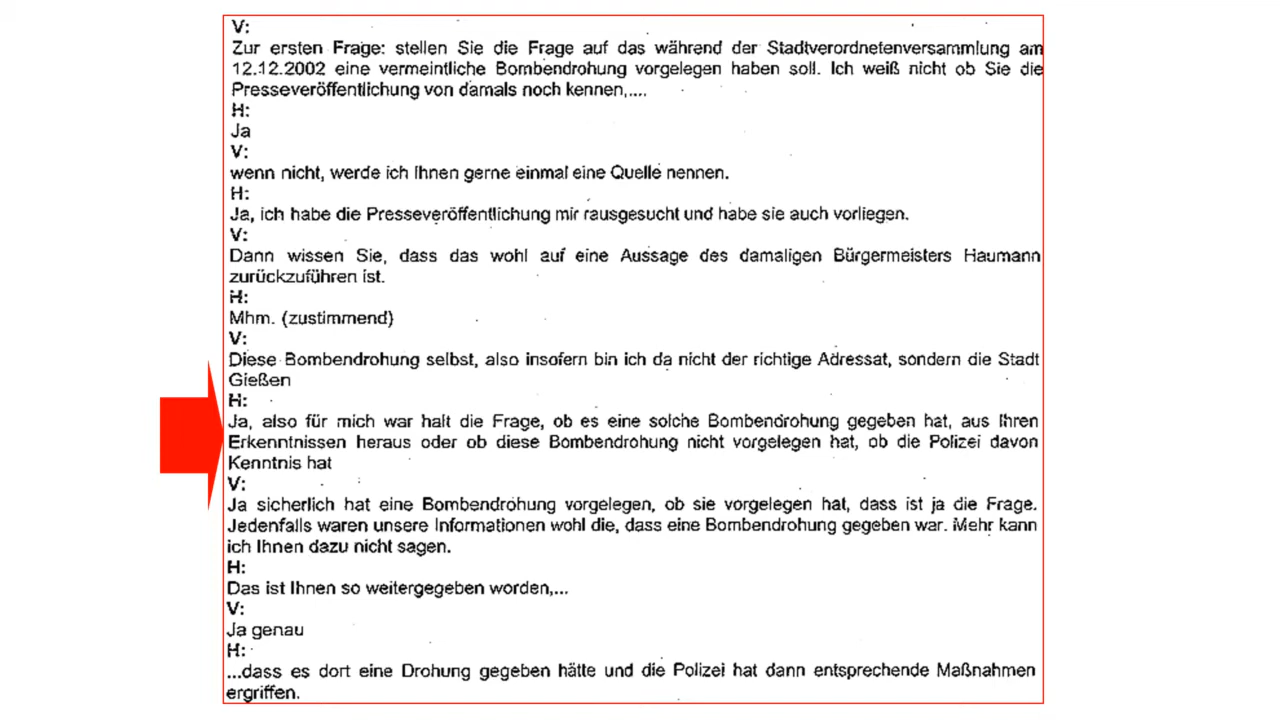 V:
Zur ersten Frage: stellen Sie die Frage auf das während der Stadtverordnetenversammlung am
12.12.2002 eine vermeintliche Bombendrohung vorgelegen haben soll. Ich weiß nicht ob Sie die
Presseveröffentlichung von damals noch kennen,....
H:
Ja
V:
wenn nicht, werde ich Ihnen gerne einmal eine Quelle nennen.
H:
Ja, ich habe die Presseveröffentlichung mir rausgesucht und habe sie auch vorliegen.
V:
Dann wissen Sie, dass das wohl auf eine Aussage des damaligen Bürgermeisters Haumann
zurückzuführen ist.
H:
Mhm. (zustimmend)
V:
Diese Bombendrohung selbst, also insofern bin ich da nicht der richtige Adressat, sondern die Stadt
Gießen
H:
Ja, also für mich war halt die Frage, ob es eine solche Bombendrohung gegeben hat, aus Ihren
Erkenntnissen heraus oder ob diese Bombendrohung nicht vorgelegen hat, ob die Polizei davon
Kenntnis hat
V:
Ja sicherlich hat eine Bombendrohung vorgelegen, ob sie vorgelegen hat, dass ist ja die Frage.
Jedenfalls waren unsere Informationen wohl die, dass eine Bombendrohung gegeben war. Mehr kann
ich Ihnen dazu nicht sagen.
H:
Das ist Ihnen so weitergegeben worden,...
V:
Ja genau
H:
...dass es dort eine Drohung gegeben hätte und die Polizei hat dann entsprechende Maßnahmen
ergriffen.